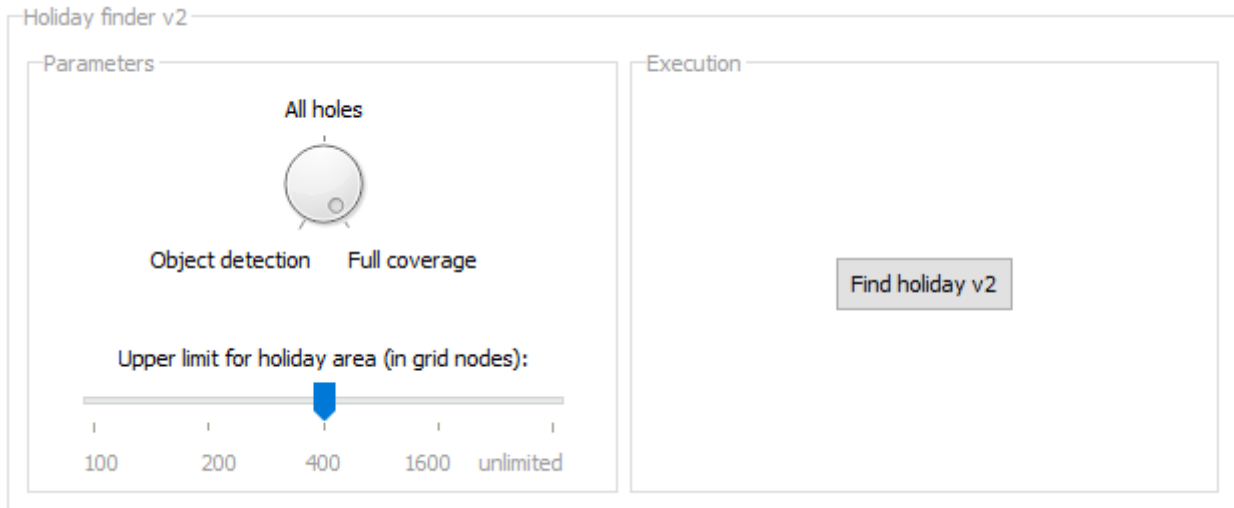 Holiday finder v2
Parameters
Execution
All holes
Object detection Full coverage
Find holiday v2
Upper limit for holiday area (in grid nodes):
100 200 400 1600 unlimited